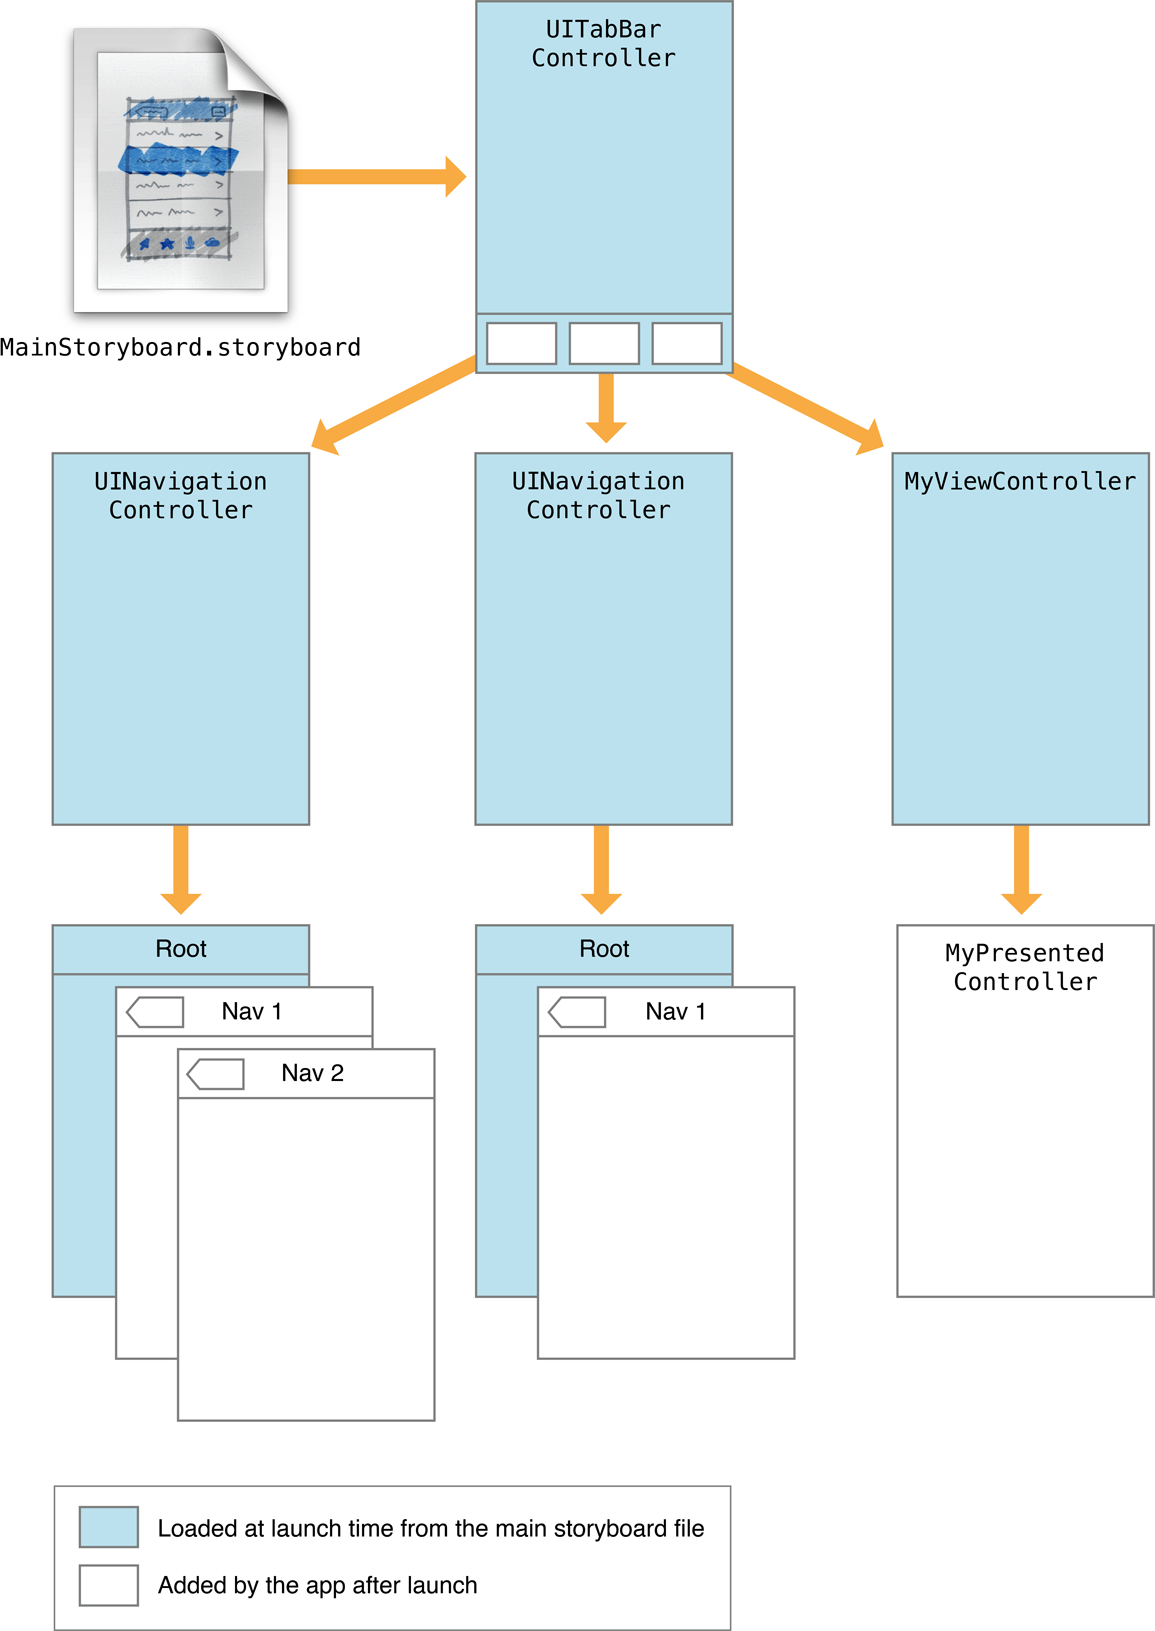 UITabBar
Controller
MainStoryboard.storyboard
UINavigation
Controller
UINavigation
Controller
MyViewController
Root
Nav 1
Nav 2
Root
Nav 1
MyPresented
Controller
Loaded at launch time from the main storyboard file
Added by the app after launch